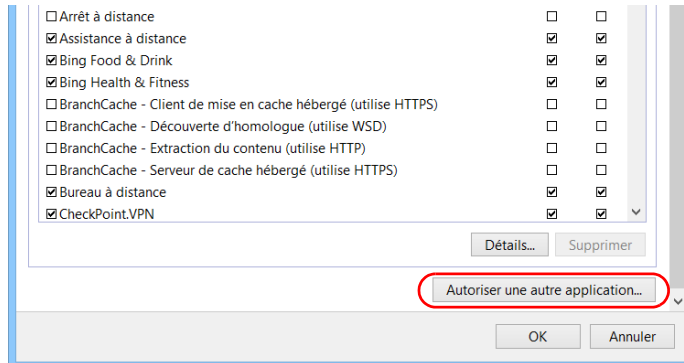 Arrêt à distance
Assistance à distance
Bing Food & Drink
Bing Health & Fitness
BranchCache - Client de mise en cache hébergé (utilise HTTPS)
BranchCache - Découverte d'homologue (utilise WSD)
BranchCache - Extraction du contenu (utilise HTTP)
BranchCache - Serveur de cache hébergé (utilise HTTPS)
Bureau à distance
CheckPoint.VPN
Détails... Supprimer
Autoriser une autre application...
OK Annuler